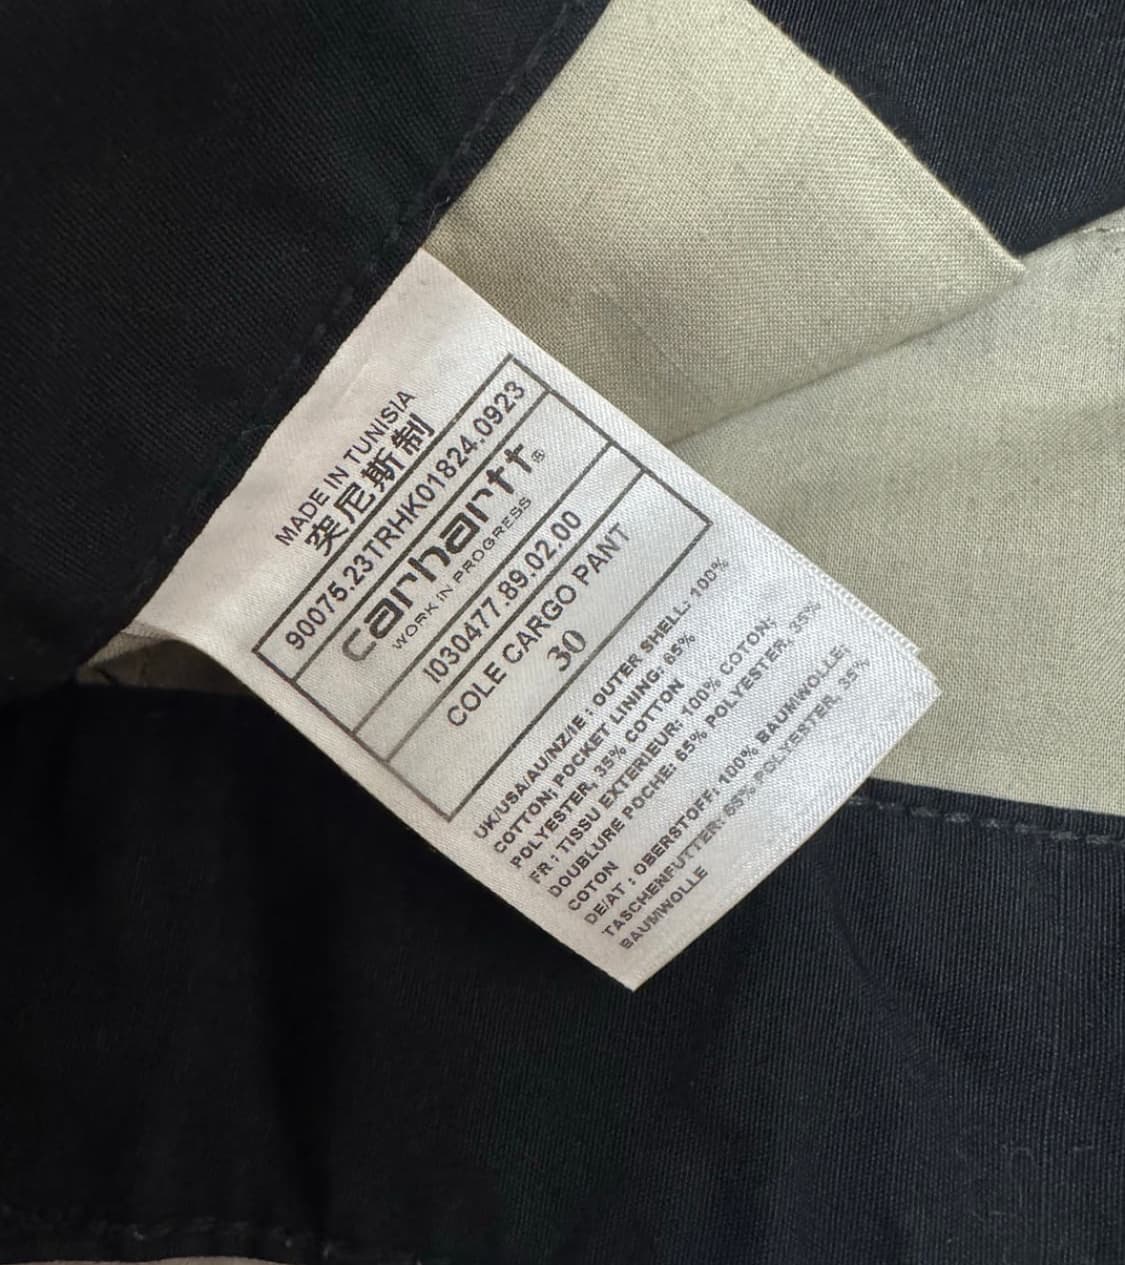 MADE IN TUNISIA
突尼斯制
90075.23TRHK01824.0923
carhartt®
WORK IN PROGRESS
I030477.89.02.00
COLE CARGO PANT
30
UK/USA/AU/NZ/IE : OUTER SHELL: 100%
COTTON; POCKET LINING: 65%
POLYESTER, 35% COTTON
FR : TISSU EXTERIEUR: 100% COTON;
DOUBLURE POCHE: 65% POLYESTER, 35%
COTON
DE/AT : OBERSTOFF: 100% BAUMWOLLE;
TASCHENFUTTER: 65% POLYESTER, 35%
BAUMWOLLE